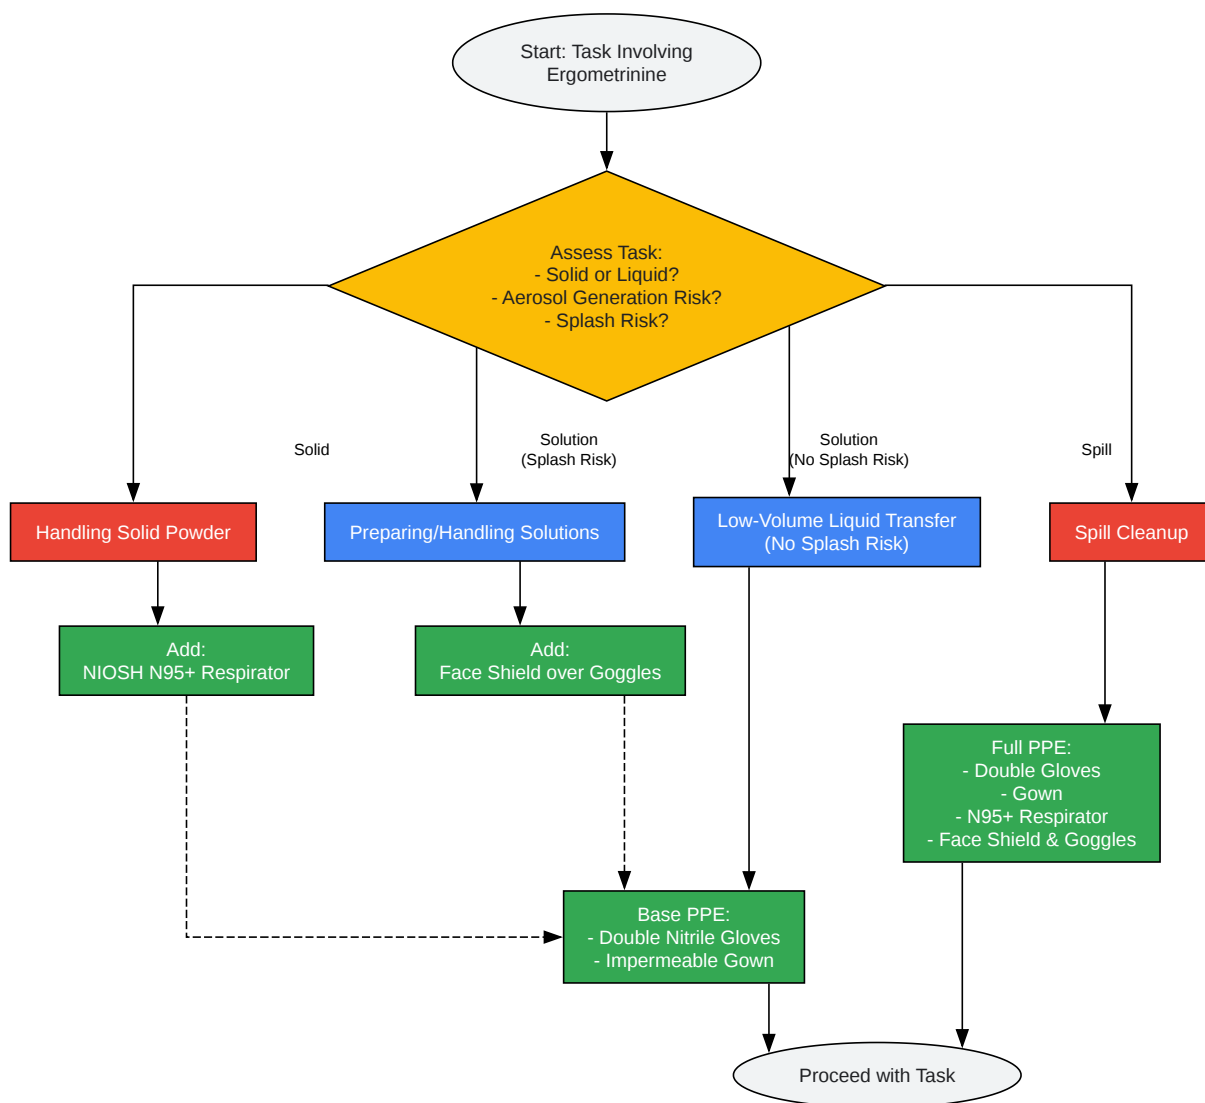 Start: Task Involving
Ergometrinine
Assess Task:
- Solid or Liquid?
- Aerosol Generation Risk?
- Splash Risk?
Solid
Solution
(Splash Risk)
Solution
(No Splash Risk)
Spill
Handling Solid Powder
Preparing/Handling Solutions
Low-Volume Liquid Transfer
(No Splash Risk)
Spill Cleanup
Add:
NIOSH N95+ Respirator
Add:
Face Shield over Goggles
Full PPE:
- Double Gloves
- Gown
- N95+ Respirator
- Face Shield & Goggles
Base PPE:
- Double Nitrile Gloves
- Impermeable Gown
Proceed with Task